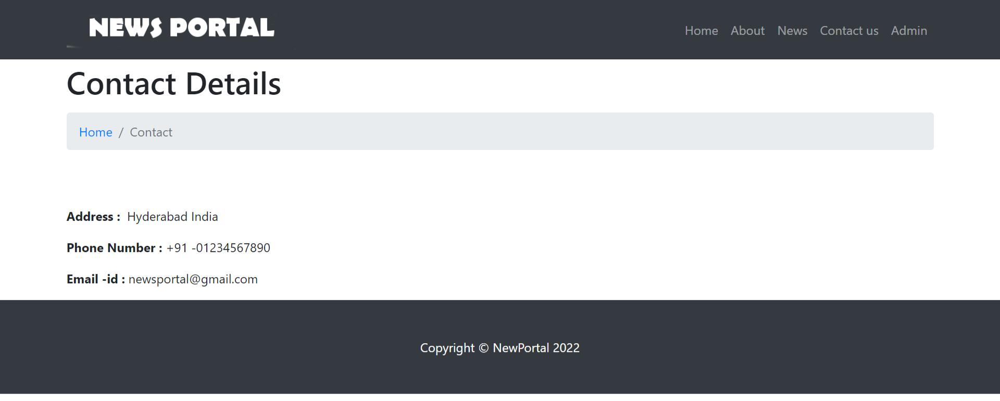 NEWS PORTAL
Home About News Contact us Admin
Contact Details
Home / Contact
Address : Hyderabad India
Phone Number : +91 -01234567890
Email -id : newsportal@gmail.com
Copyright © NewPortal 2022